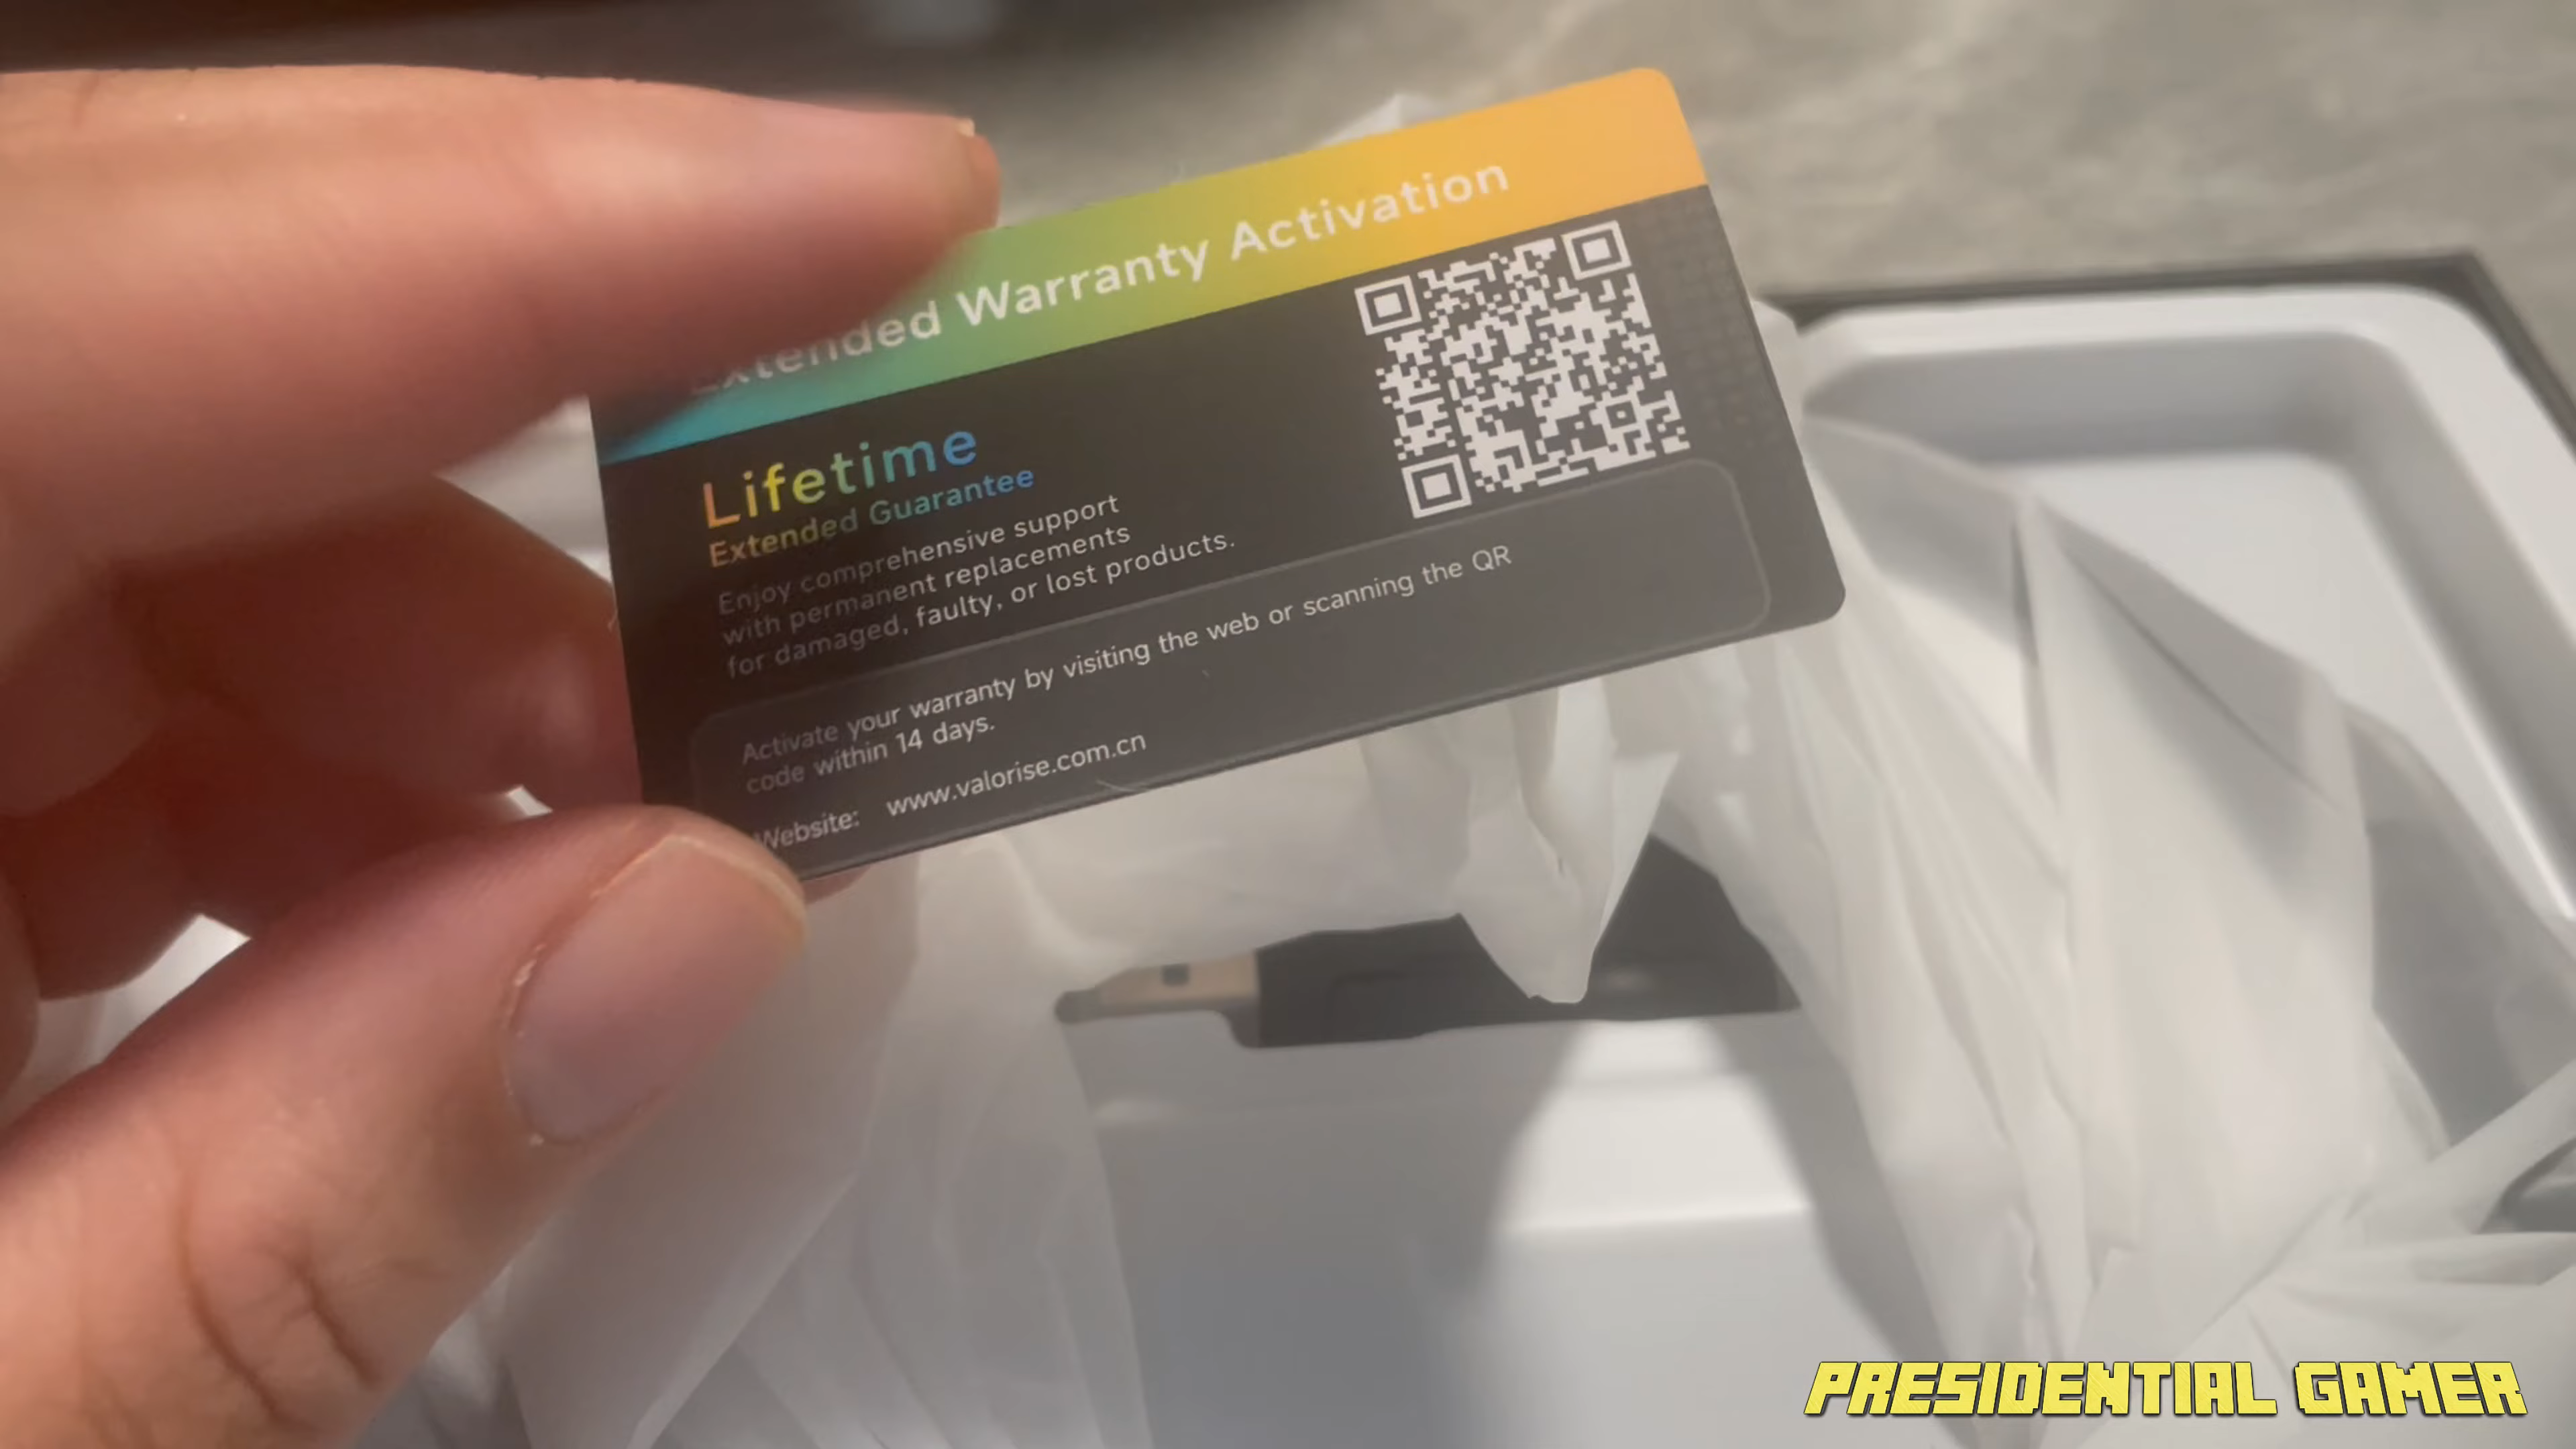 Extended Warranty Activation
Lifetime
Extended Guarantee
Enjoy comprehensive support
with permanent replacements
for damaged, faulty, or lost products.
Activate your warranty by visiting the web or scanning the QR
code within 14 days.
Website: www.valorise.com.cn
PRESIDENTIAL GAMER